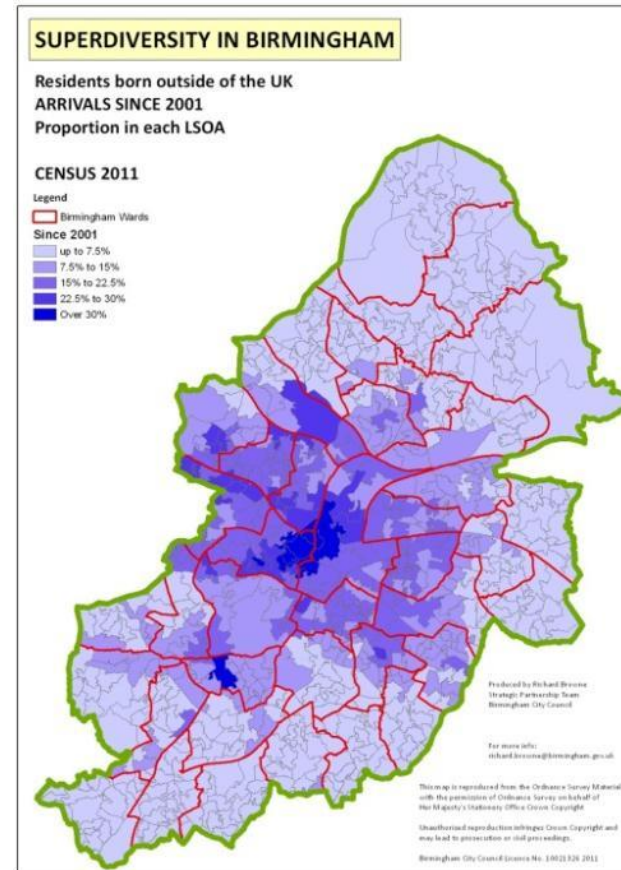 SUPERDIVERSITY IN BIRMINGHAM
Residents born outside of the UK
ARRIVALS SINCE 2001
Proportion in each LSOA
CENSUS 2011
Legend
Birmingham Wards
Since 2001
up to 7.5%
7.5% to 15%
15% to 22.5%
22.5% to 30%
Over 30%
Produced by Richard Browne
Strategic Partnership Team
Birmingham City Council
For more info:
richard.browne@birmingham.gov.uk
This map is reproduced from the Ordnance Survey Material
with the permission of Ordnance Survey on behalf of
Her Majesty's Stationery Office Crown Copyright
Unauthorised reproduction infringes Crown Copyright and
may lead to prosecution or civil proceedings.
Birmingham City Council Licence No. 100021326 2011